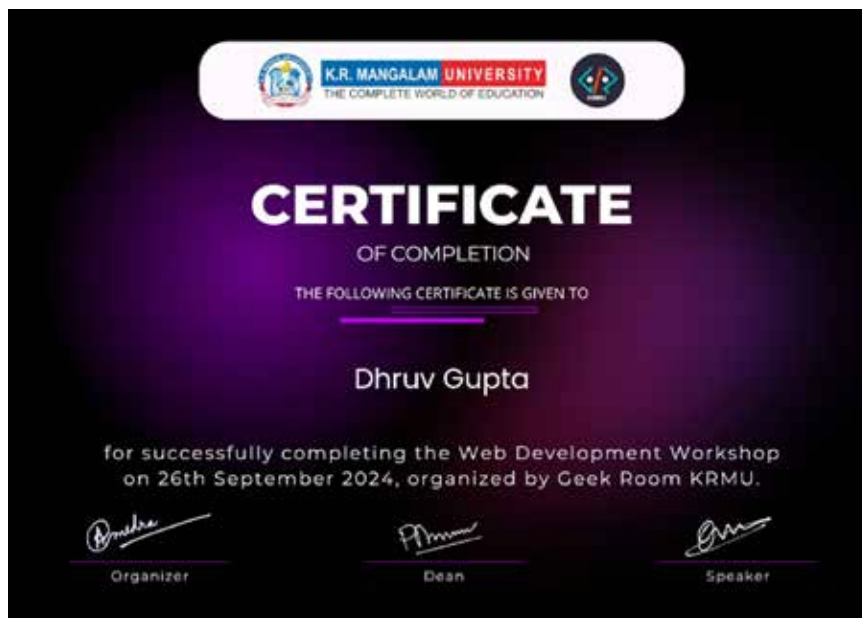 K.R. MANGALAM UNIVERSITY
THE COMPLETE WORLD OF EDUCATION
CERTIFICATE
OF COMPLETION
THE FOLLOWING CERTIFICATE IS GIVEN TO
Dhruv Gupta
for successfully completing the Web Development Workshop
on 26th September 2024, organized by Geek Room KRMU.
Organizer Dean Speaker